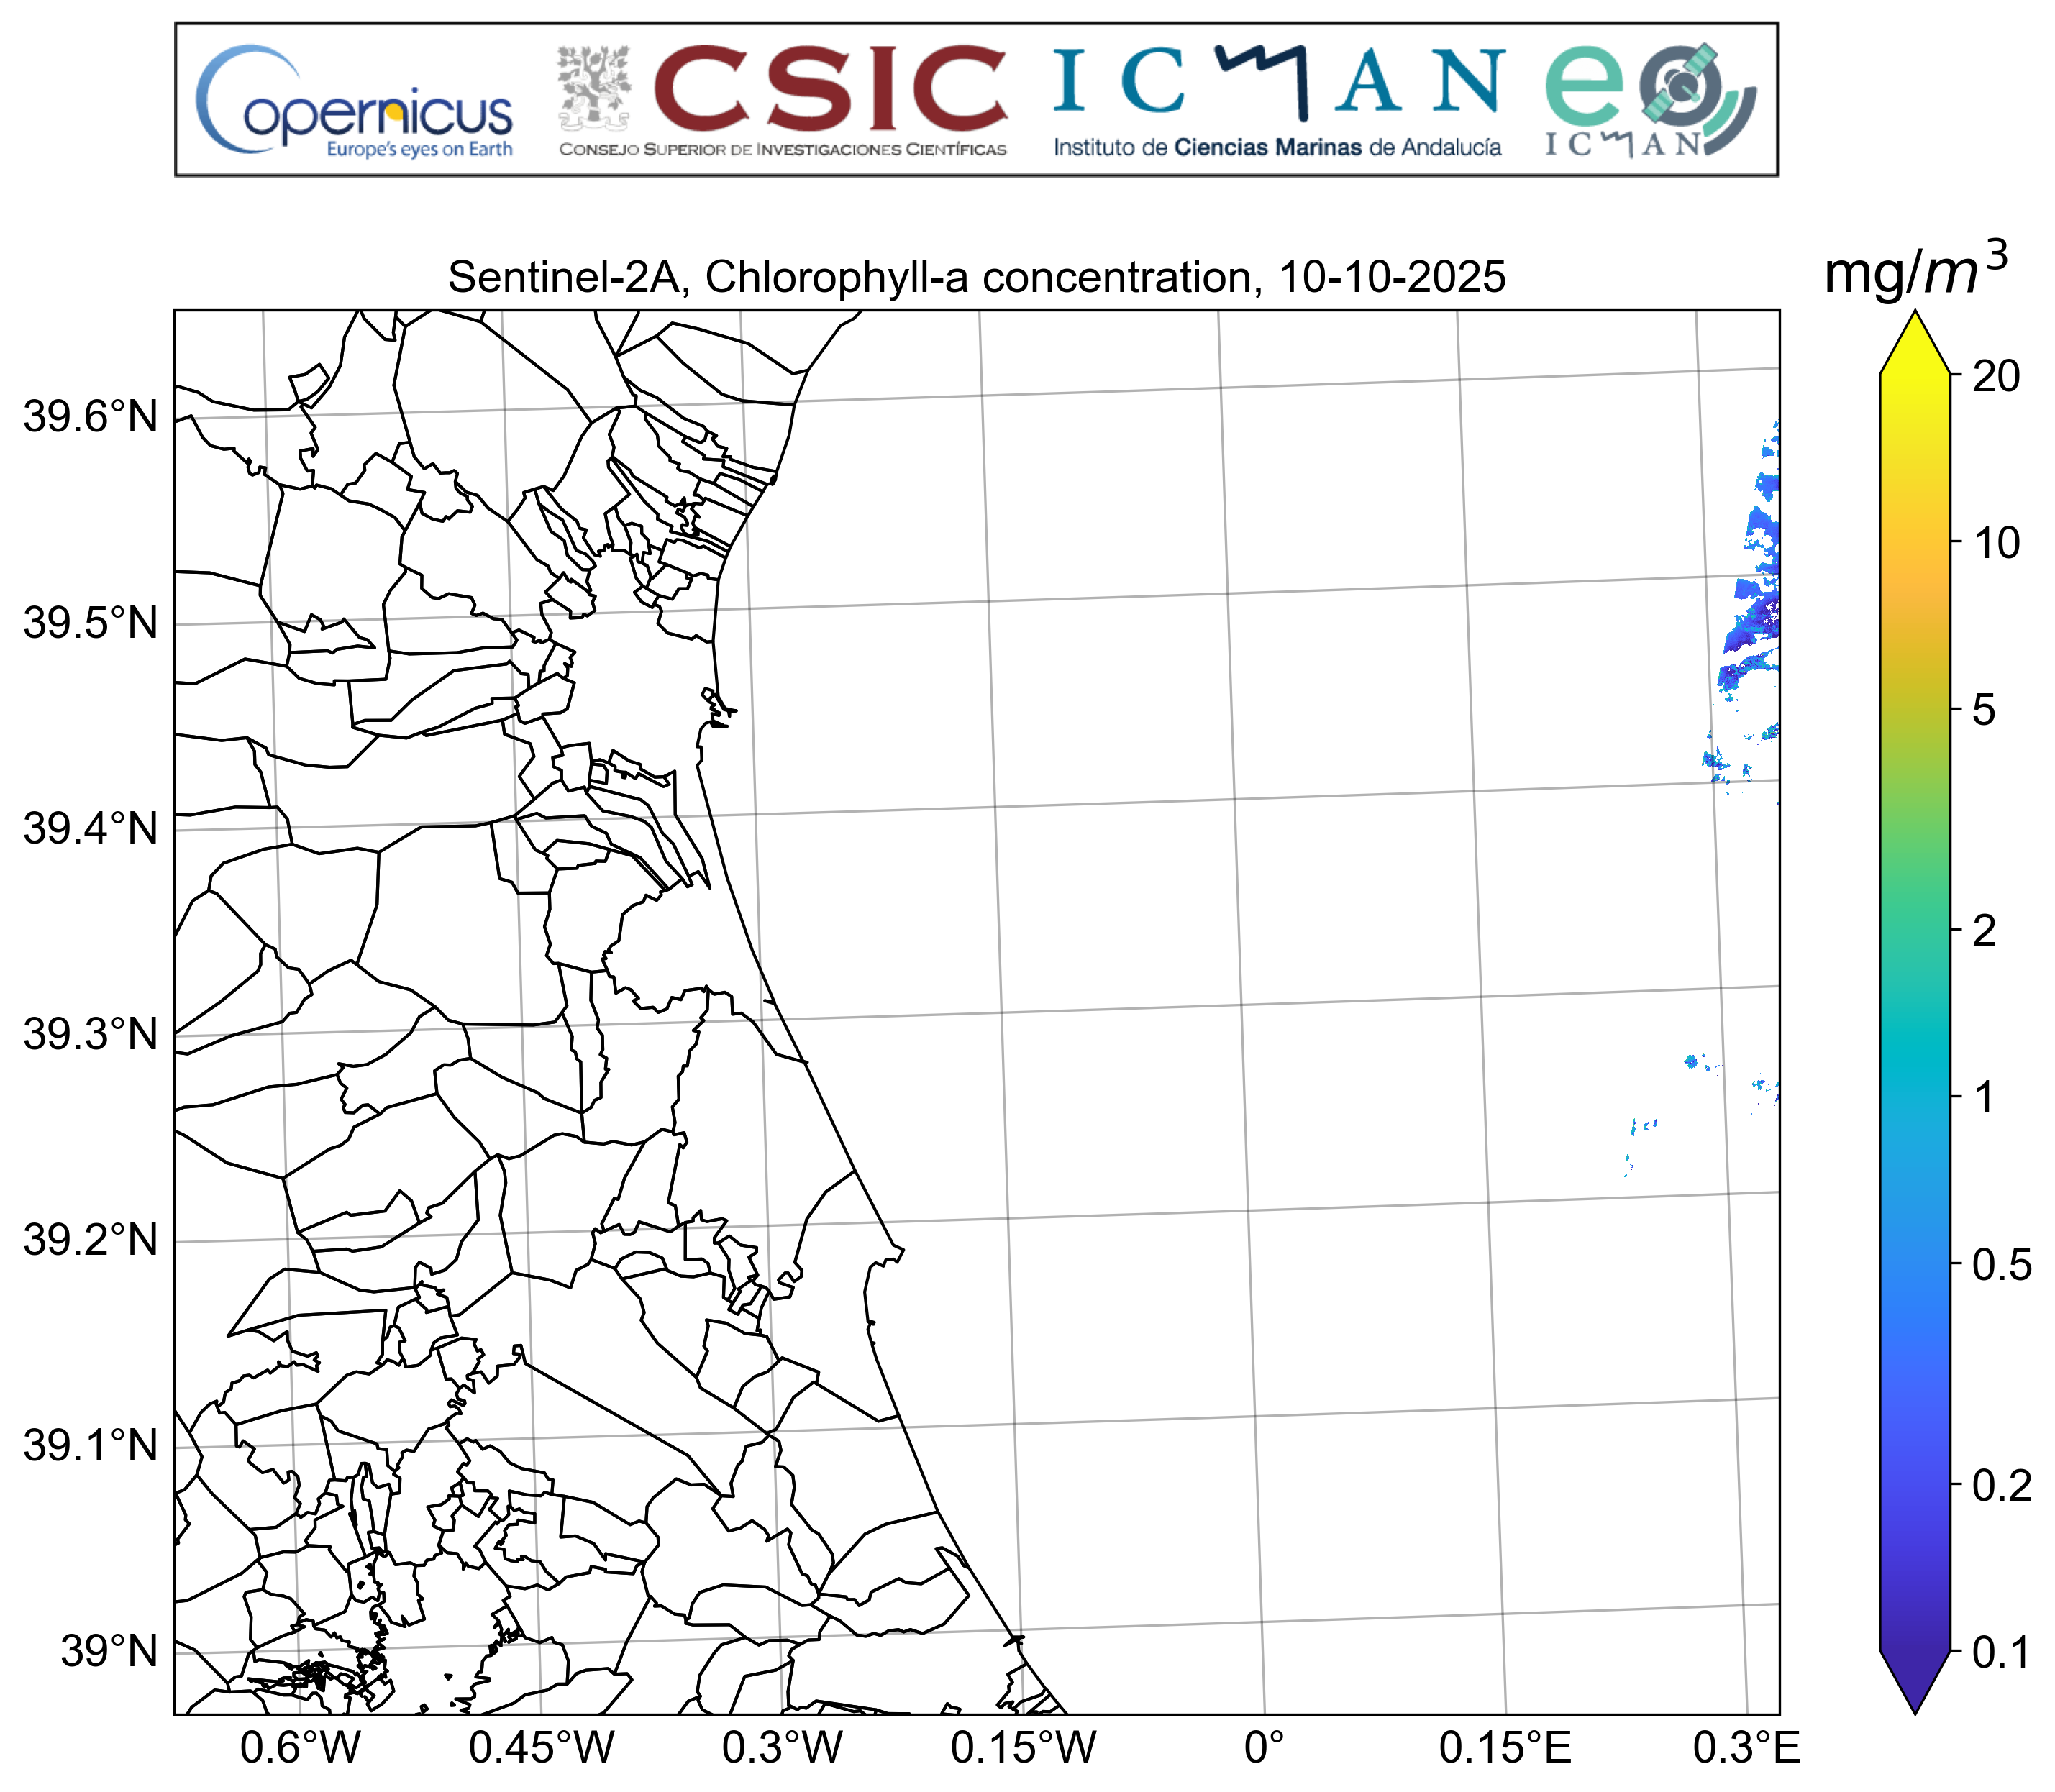 Copernicus
Europe's eyes on Earth
CSIC
CONSEJO SUPERIOR DE INVESTIGACIONES CIENTÍFICAS
ICMAN
Instituto de Ciencias Marinas de Andalucía
eo
ICMAN
Sentinel-2A, Chlorophyll-a concentration, 10-10-2025
mg/m³
39.6°N
39.5°N
39.4°N
39.3°N
39.2°N
39.1°N
39°N
0.6°W 0.45°W 0.3°W 0.15°W 0° 0.15°E 0.3°E
20
10
5
2
1
0.5
0.2
0.1